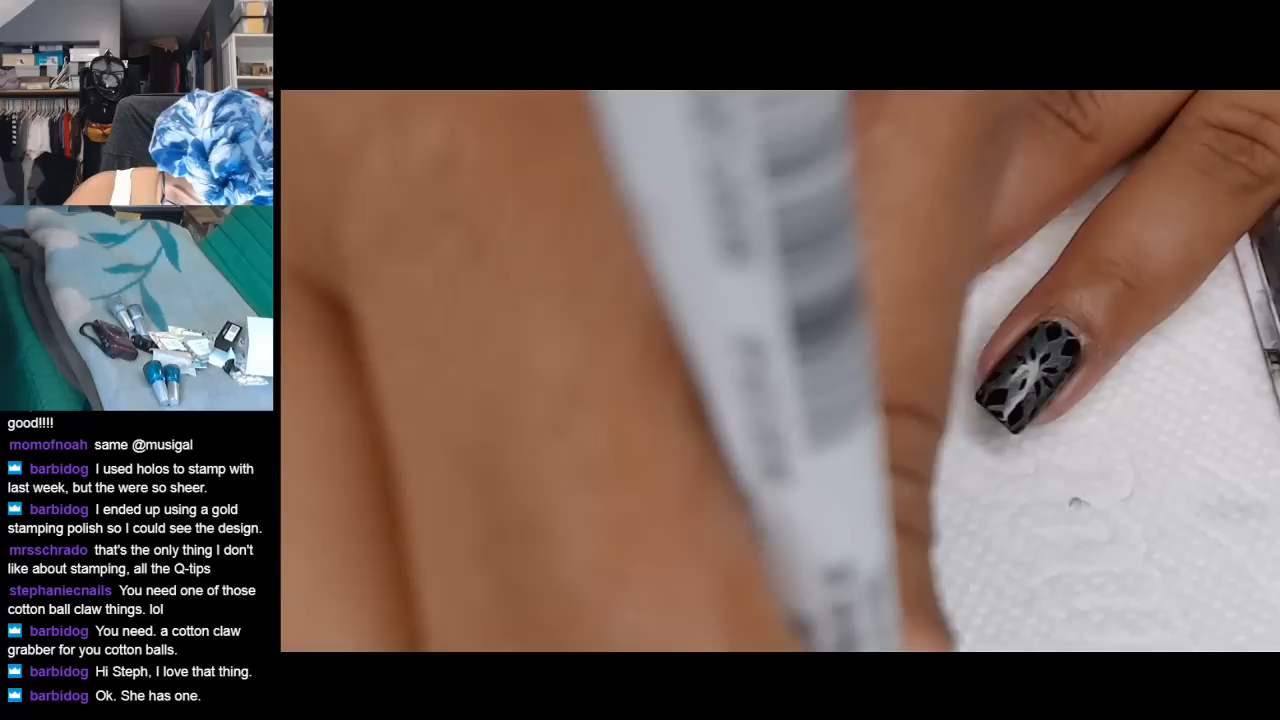 good!!!!
momofnoah same @musigal
barbidog I used holos to stamp with
last week, but the were so sheer.
barbidog I ended up using a gold
stamping polish so I could see the design.
mrsschrado that's the only thing I don't
like about stamping, all the Q-tips
stephaniecnails You need one of those
cotton ball claw things. lol
barbidog You need. a cotton claw
grabber for you cotton balls.
barbidog Hi Steph, I love that thing.
barbidog Ok. She has one.